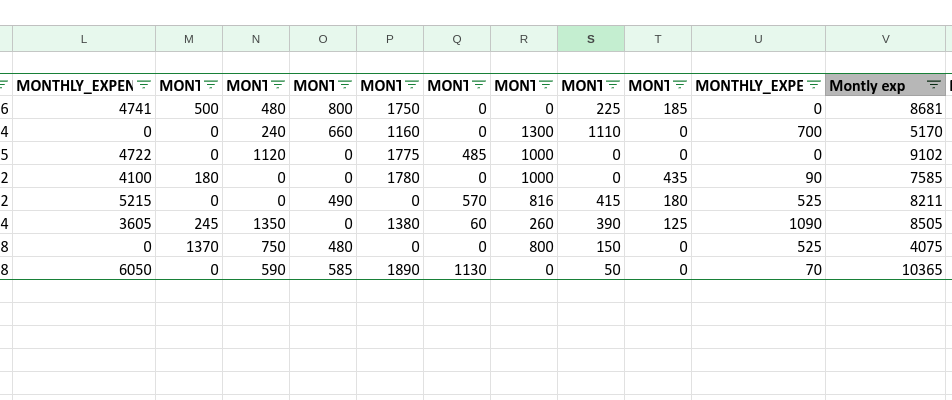 L M N O P Q R S T U V
MONTHLY_EXPEN MONT MONT MONT MONT MONT MONT MONT MONT MONTHLY_EXPE Montly exp
6 4741 500 480 800 1750 0 0 225 185 0 8681
4 0 0 240 660 1160 0 1300 1110 0 700 5170
5 4722 0 1120 0 1775 485 1000 0 0 0 9102
2 4100 180 0 0 1780 0 1000 0 435 90 7585
2 5215 0 0 490 0 570 816 415 180 525 8211
4 3605 245 1350 0 1380 60 260 390 125 1090 8505
8 0 1370 750 480 0 0 800 150 0 525 4075
8 6050 0 590 585 1890 1130 0 50 0 70 10365